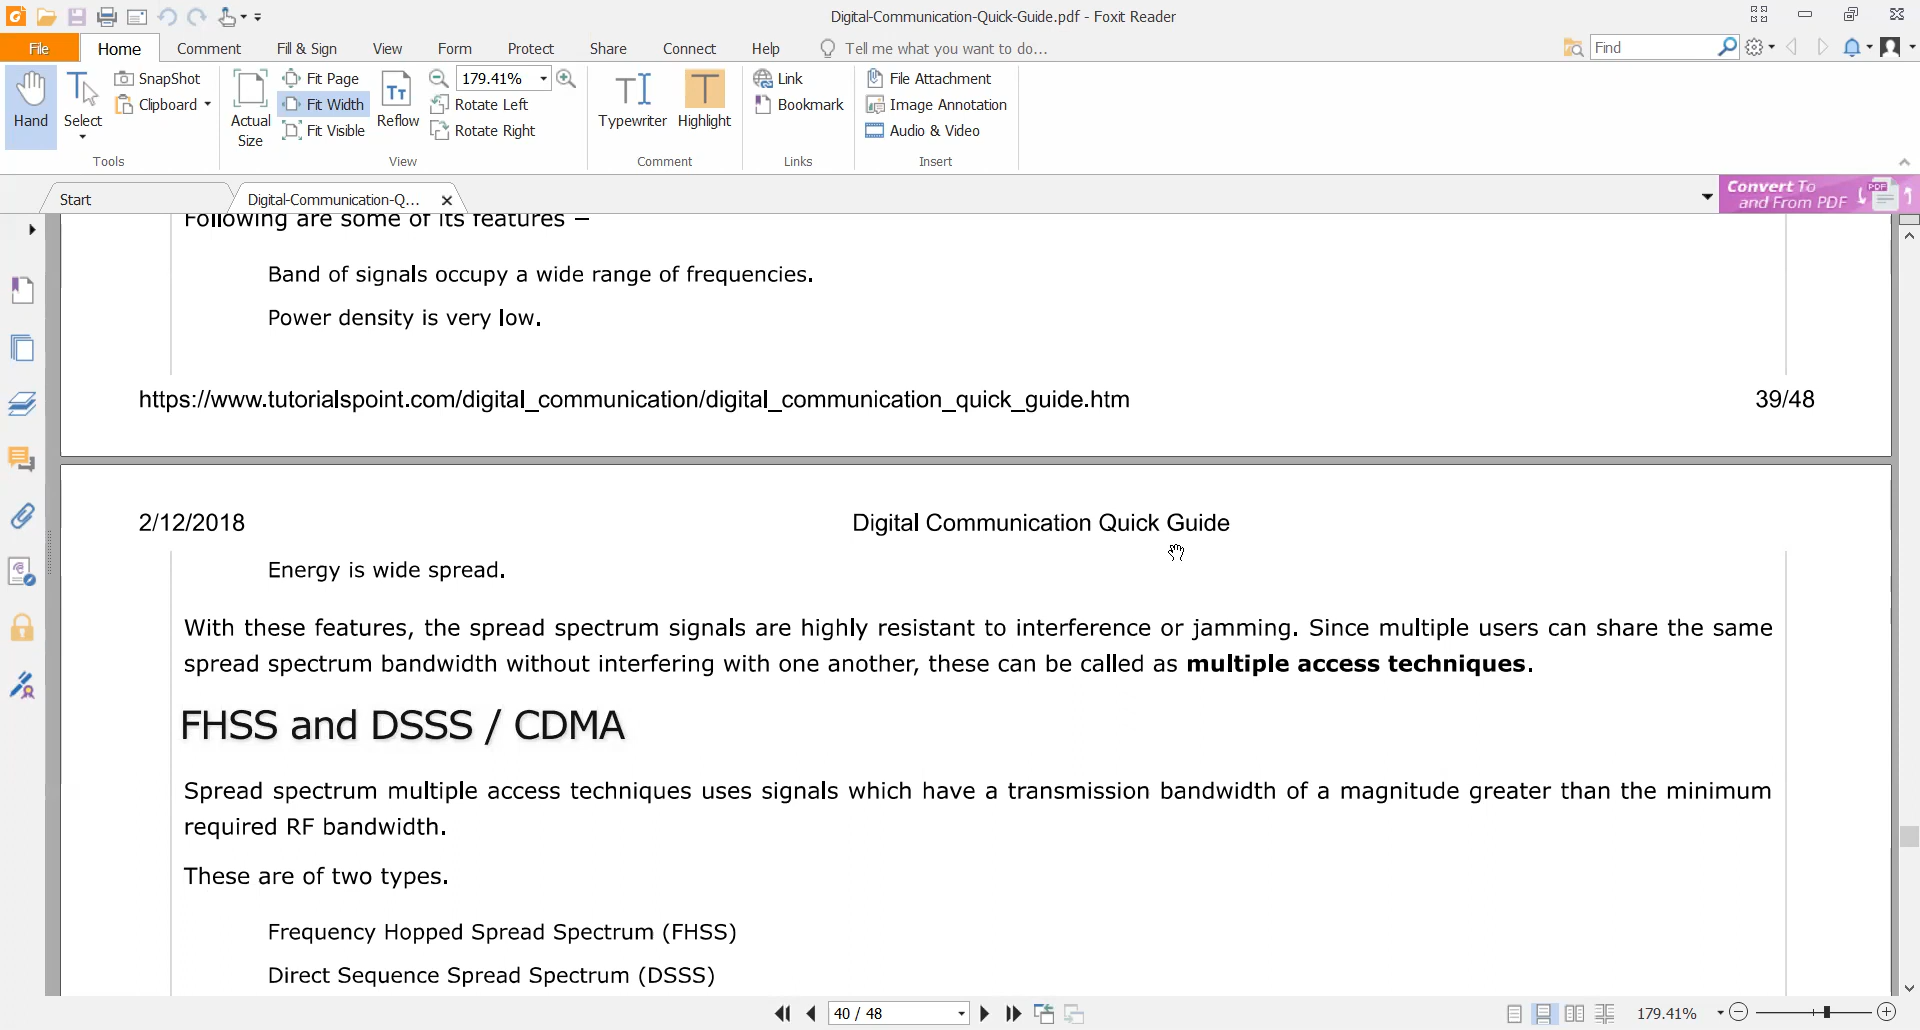 Digital-Communication-Quick-Guide.pdf - Foxit Reader
File Home Comment Fill & Sign View Form Protect Share Connect Help Tell me what you want to do... Find
Hand
Select
SnapShot
Clipboard
Tools
Actual
Size
Fit Page
Fit Width
Fit Visible
Reflow
179.41%
Rotate Left
Rotate Right
View
Typewriter
Highlight
Comment
Link
Bookmark
Links
File Attachment
Image Annotation
Audio & Video
Insert
Start
Digital-Communication-Q...
Convert To
and From PDF
PDF
Following are some of its features –
Band of signals occupy a wide range of frequencies.
Power density is very low.
https://www.tutorialspoint.com/digital_communication/digital_communication_quick_guide.htm 39/48
2/12/2018 Digital Communication Quick Guide
Energy is wide spread.
With these features, the spread spectrum signals are highly resistant to interference or jamming. Since multiple users can share the same
spread spectrum bandwidth without interfering with one another, these can be called as multiple access techniques.
FHSS and DSSS / CDMA
Spread spectrum multiple access techniques uses signals which have a transmission bandwidth of a magnitude greater than the minimum
required RF bandwidth.
These are of two types.
Frequency Hopped Spread Spectrum (FHSS)
Direct Sequence Spread Spectrum (DSSS)
40 / 48
179.41%